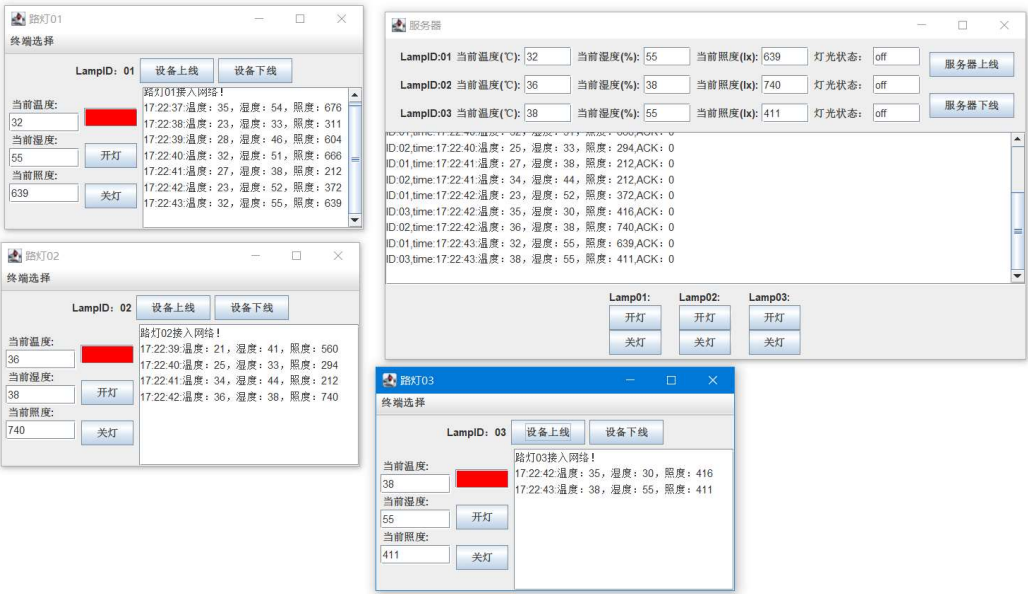 路灯01
终端选择
LampID：01 设备上线 设备下线
当前温度:
32
当前湿度:
55
开灯
当前照度:
639
关灯
路灯01接入网络！
17:22:37:温度：35，湿度：54，照度：676
17:22:38:温度：23，湿度：33，照度：311
17:22:39:温度：28，湿度：46，照度：604
17:22:40:温度：32，湿度：51，照度：666
17:22:41:温度：27，湿度：38，照度：212
17:22:42:温度：23，湿度：52，照度：372
17:22:43:温度：32，湿度：55，照度：639
服务器
LampID:01 当前温度(℃): 32 当前湿度(%): 55 当前照度(lx): 639 灯光状态： off
LampID:02 当前温度(℃): 36 当前湿度(%): 38 当前照度(lx): 740 灯光状态： off
LampID:03 当前温度(℃): 38 当前湿度(%): 55 当前照度(lx): 411 灯光状态： off
服务器上线
服务器下线
ID:01,time:17:22:40:温度：32，湿度：51，照度：666,ACK：0
ID:02,time:17:22:40:温度：25，湿度：33，照度：294,ACK：0
ID:01,time:17:22:41:温度：27，湿度：38，照度：212,ACK：0
ID:02,time:17:22:41:温度：34，湿度：44，照度：212,ACK：0
ID:01,time:17:22:42:温度：23，湿度：52，照度：372,ACK：0
ID:03,time:17:22:42:温度：35，湿度：30，照度：416,ACK：0
ID:02,time:17:22:42:温度：36，湿度：38，照度：740,ACK：0
ID:01,time:17:22:43:温度：32，湿度：55，照度：639,ACK：0
ID:03,time:17:22:43:温度：38，湿度：55，照度：411,ACK：0
Lamp01: Lamp02: Lamp03:
开灯 开灯 开灯
关灯 关灯 关灯
路灯02
终端选择
LampID：02 设备上线 设备下线
当前温度:
36
当前湿度:
38
开灯
当前照度:
740
关灯
路灯02接入网络！
17:22:39:温度：21，湿度：41，照度：560
17:22:40:温度：25，湿度：33，照度：294
17:22:41:温度：34，湿度：44，照度：212
17:22:42:温度：36，湿度：38，照度：740
路灯03
终端选择
LampID：03 设备上线 设备下线
当前温度:
38
当前湿度:
55
开灯
当前照度:
411
关灯
路灯03接入网络！
17:22:42:温度：35，湿度：30，照度：416
17:22:43:温度：38，湿度：55，照度：411